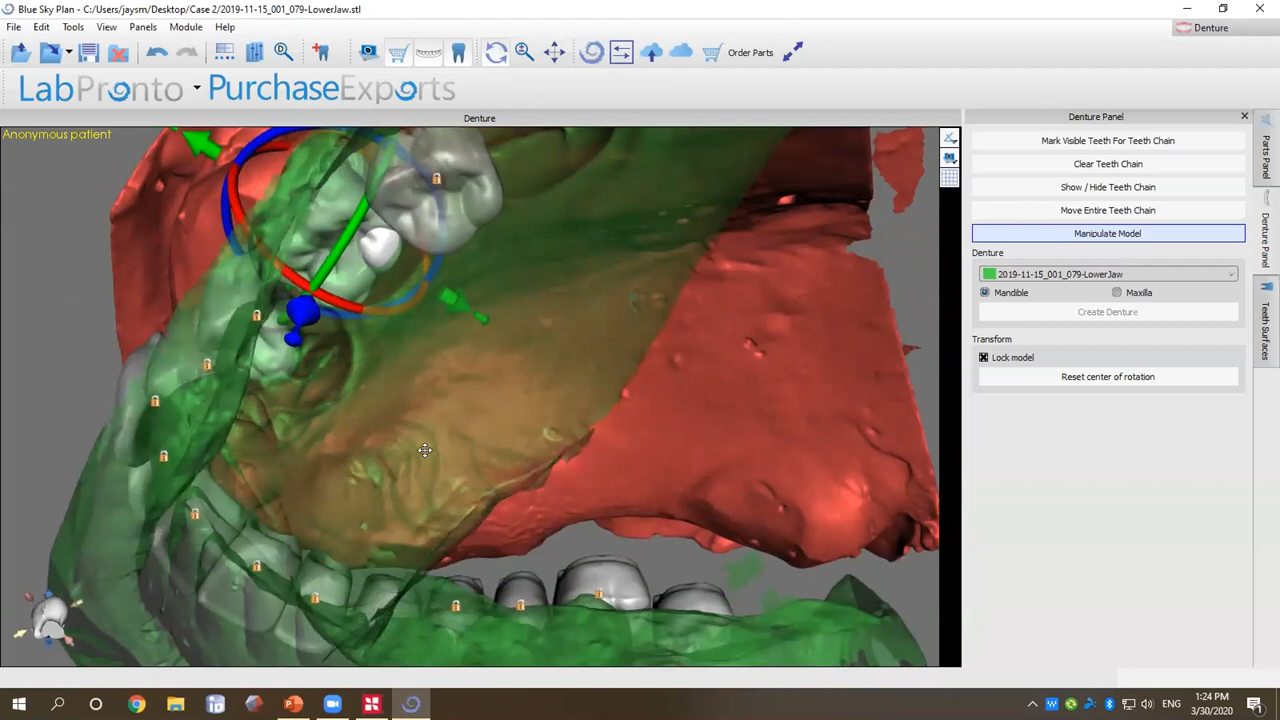 Blue Sky Plan - C:/Users/jaysm/Desktop/Case 2/2019-11-15_001_079-LowerJaw.stl
File Edit Tools View Panels Module Help
Denture
Order Parts
LabPronto PurchaseExports
Denture
Denture Panel
Anonymous patient
Mark Visible Teeth For Teeth Chain
Clear Teeth Chain
Show / Hide Teeth Chain
Move Entire Teeth Chain
Manipulate Model
Denture
2019-11-15_001_079-LowerJaw
Mandible Maxilla
Create Denture
Transform
Lock model
Reset center of rotation
Parts Panel
Denture Panel
Teeth Surfaces
ENG
1:24 PM
3/30/2020